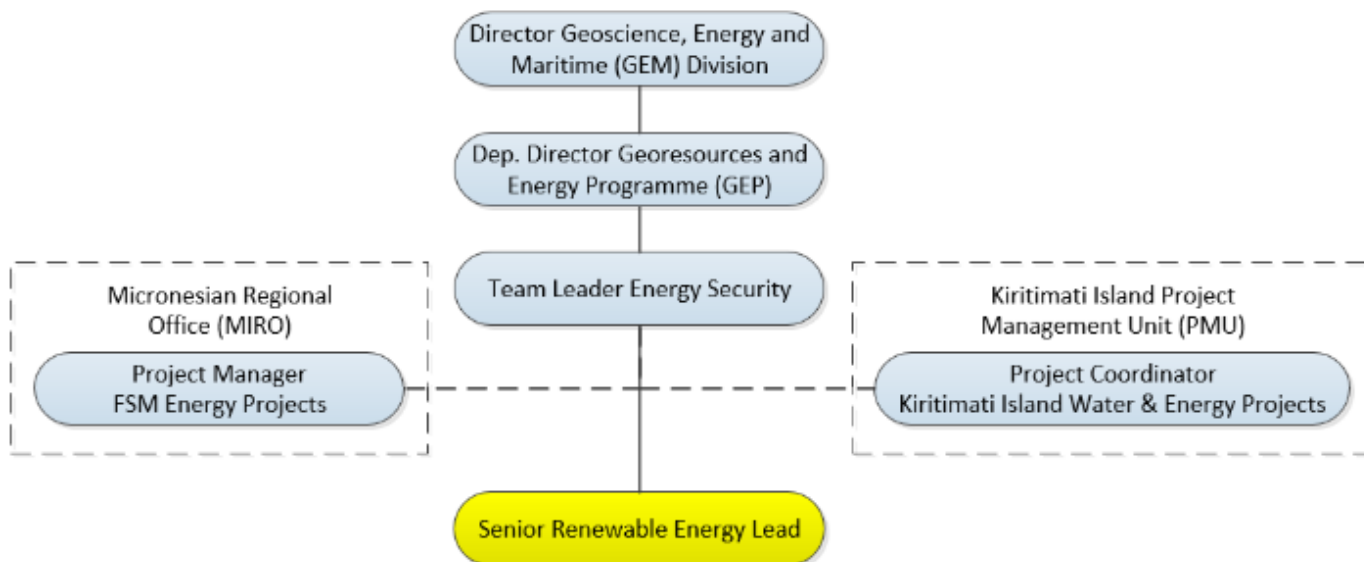 Director Geoscience, Energy and
Maritime (GEM) Division
Dep. Director Georesources and
Energy Programme (GEP)
Team Leader Energy Security
Micronesian Regional
Office (MIRO)
Project Manager
FSM Energy Projects
Kiritimati Island Project
Management Unit (PMU)
Project Coordinator
Kiritimati Island Water & Energy Projects
Senior Renewable Energy Lead